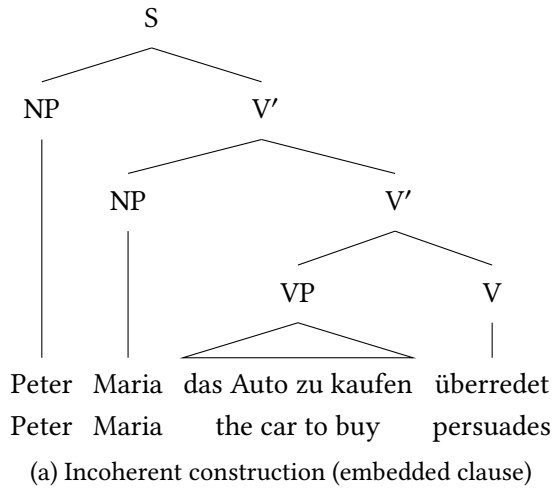 S
NP V′
NP V′
VP V
Peter Maria das Auto zu kaufen überredet
Peter Maria the car to buy persuades
(a) Incoherent construction (embedded clause)